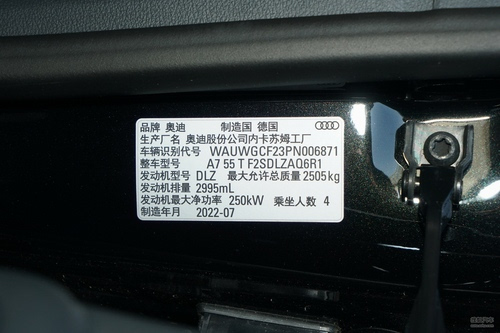 品牌 奥迪 制造国 德国
生产厂名 奥迪股份公司内卡苏姆工厂
车辆识别代号 WAUWGCF23PN006871
整车型号 A7 55 T F2SDLZAQ6R1
发动机型号 DLZ 最大允许总质量 2505kg
发动机排量 2995mL
发动机最大净功率 250kW 乘坐人数 4
制造年月 2022-07